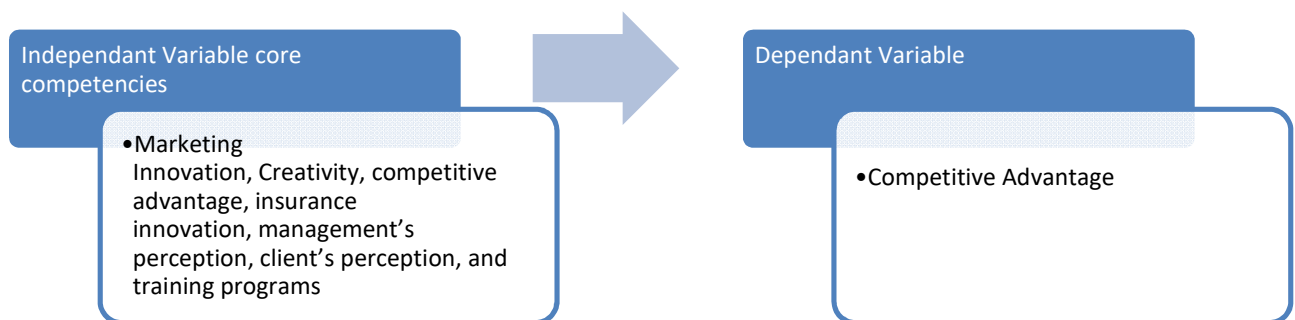 Independant Variable core
competencies
•Marketing
Innovation, Creativity, competitive
advantage, insurance
innovation, management’s
perception, client’s perception, and
training programs
Dependant Variable
•Competitive Advantage